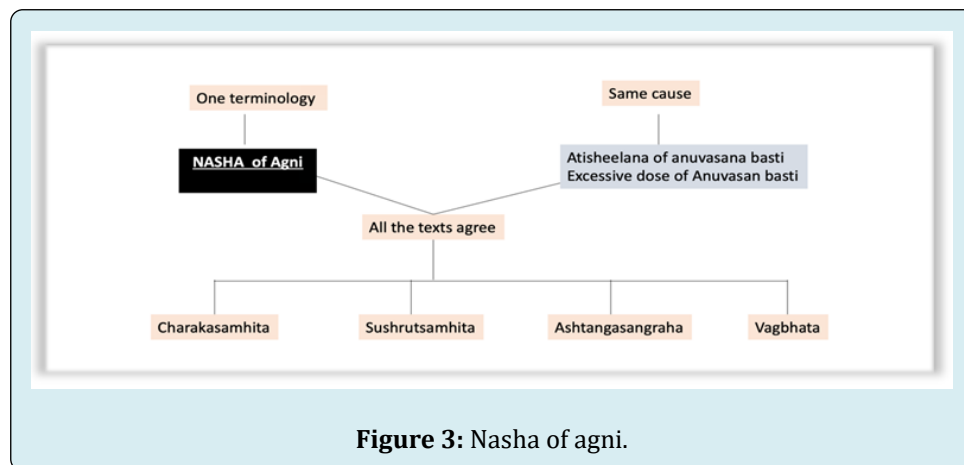 One terminology
Same cause
NASHA of Agni
Atisheelana of anuvasana basti
Excessive dose of Anuvasan basti
All the texts agree
Charakasamhita
Sushrutsamhita
Ashtangasangraha
Vagbhata
Figure 3: Nasha of agni.